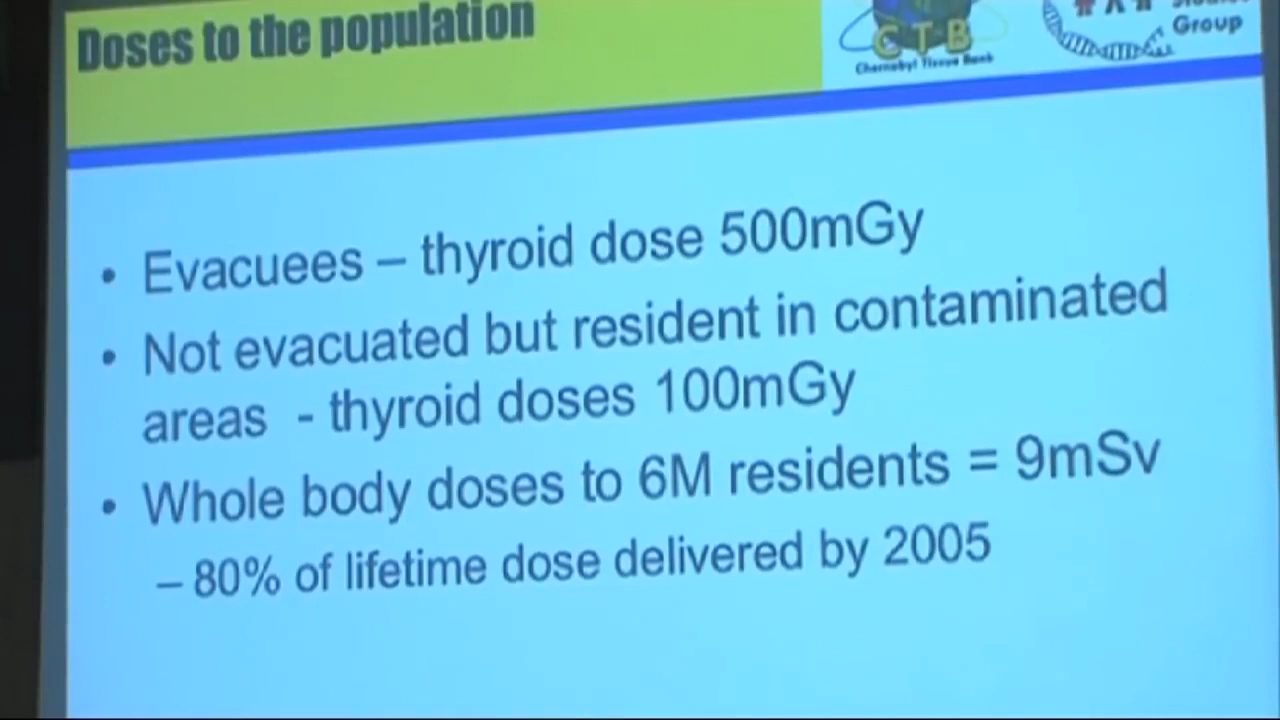 Doses to the population
CTB
Chernobyl Tissue Bank
Group
• Evacuees – thyroid dose 500mGy
• Not evacuated but resident in contaminated
areas - thyroid doses 100mGy
• Whole body doses to 6M residents = 9mSv
– 80% of lifetime dose delivered by 2005